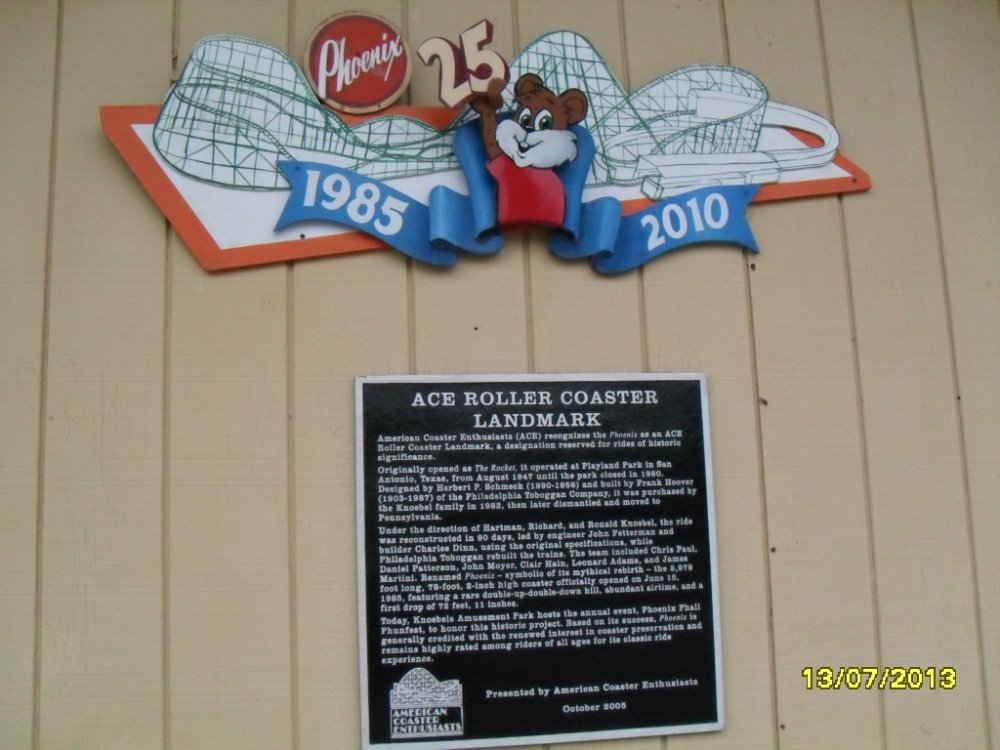 Phoenix
25
1985
2010
ACE ROLLER COASTER
LANDMARK
American Coaster Enthusiasts (ACE) recognizes the Phoenix as an ACE
Roller Coaster Landmark, a designation reserved for rides of historic
significance.
Originally opened as The Rocket, it operated at Playland Park in San
Antonio, Texas, from August 1947 until the park closed in 1980.
Designed by Herbert P. Schmeck (1890-1956) and built by Frank Hoover
(1903-1987) of the Philadelphia Toboggan Company, it was purchased by
the Knoebel family in 1983, then later dismantled and moved to
Pennsylvania.
Under the direction of Hartman, Richard, and Ronald Knoebel, the ride
was reconstructed in 90 days, led by engineer John Fetterman and
builder Charles Dinn, using the original specifications, while
Philadelphia Toboggan rebuilt the trains. The team included Chris Paul,
Daniel Patterson, John Moyer, Clair Hain, Leonard Adams, and James
Martini. Renamed Phoenix – symbolic of its mythical rebirth – the 2,979
foot long, 78-foot, 2-inch high coaster officially opened on June 15,
1985, featuring a rare double-up-double-down hill, abundant airtime, and a
first drop of 72 feet, 11 inches.
Today, Knoebels Amusement Park hosts the annual event, Phoenix Phall
Phunfest, to honor this historic project. Based on its success, Phoenix is
generally credited with the renewed interest in coaster preservation and
remains highly rated among riders of all ages for its classic ride
experience.
Presented by American Coaster Enthusiasts
October 2005
AMERICAN
COASTER
ENTHUSIASTS
13/07/2013